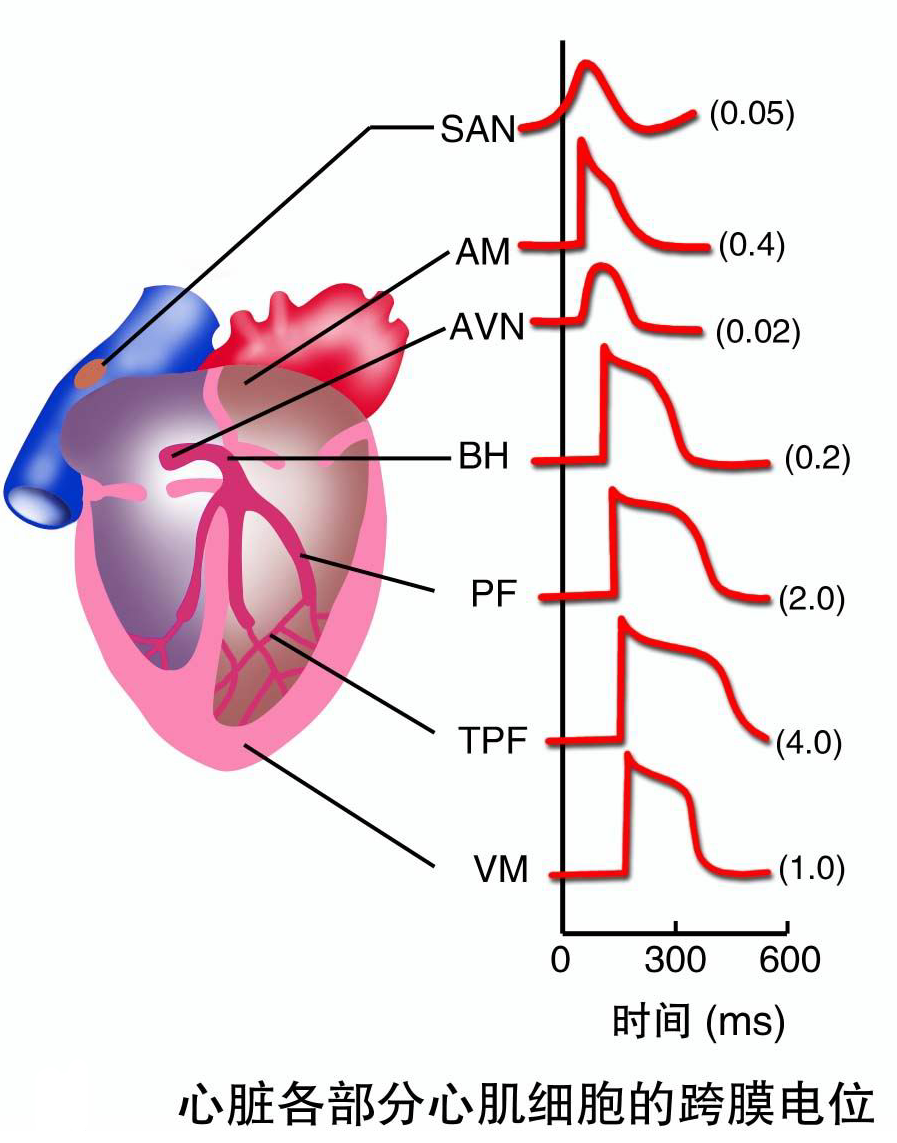 SAN (0.05)
AM (0.4)
AVN (0.02)
BH (0.2)
PF (2.0)
TPF (4.0)
VM (1.0)
0 300 600
时间 (ms)
心脏各部分心肌细胞的跨膜电位